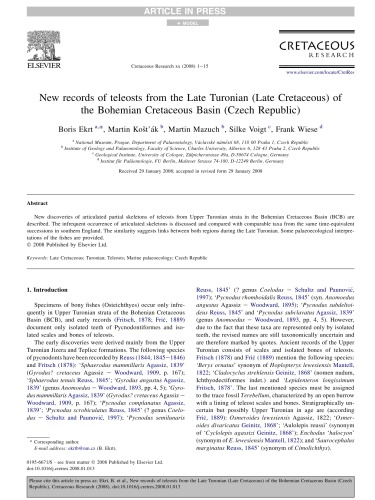 ARTICLE IN PRESS
+ MODEL
ELSEVIER
Cretaceous Research xx (2008) 1–15
CRETACEOUS
RESEARCH
www.elsevier.com/locate/CretRes
New records of teleosts from the Late Turonian (Late Cretaceous) of
the Bohemian Cretaceous Basin (Czech Republic)
Boris Ekrt a,*, Martin Košt'ák b, Martin Mazuch b, Silke Voigt c, Frank Wiese d
a National Museum, Prague, Department of Palaeontology, Václavské náměstí 68, 110 00 Praha 1, Czech Republic
b Institute of Geology and Palaeontology, Faculty of Science, Charles University, Albertov 6, 128 43 Praha 2, Czech Republic
c Geological Institute, University of Cologne, Zülpicherstrasse 49a, D-50674 Cologne, Germany
d Institut für Paläontologie, FU Berlin, Malteser Strasse 74-100, D-12249 Berlin, Germany
Received 29 January 2008; accepted in revised form 29 January 2008
Abstract
New discoveries of articulated partial skeletons of teleosts from Upper Turonian strata in the Bohemian Cretaceous Basin (BCB) are
described. The infrequent occurrence of articulated skeletons is discussed and compared with comparable taxa from the same time-equivalent
successions in southern England. The similarity suggests links between both regions during the Late Turonian. Some palaeoecological interpre-
tations of the fishes are provided.
© 2008 Published by Elsevier Ltd.
Keywords: Late Cretaceous; Turonian; Teleosts; Marine palaeoecology; Czech Republic
1. Introduction
Specimens of bony fishes (Osteichthyes) occur only infre-
quently in Upper Turonian strata of the Bohemian Cretaceous
Basin (BCB), and early records (Fritsch, 1878; Frič, 1889)
document only isolated teeth of Pycnodontiformes and iso-
lated scales and bones of teleosts.
The early discoveries were derived mainly from the Upper
Turonian Jizera and Teplice formations. The following species
of pycnodonts have been recorded by Reuss (1844, 1845–1846)
and Fritsch (1878): 'Sphaerodus mammillaris Agassiz, 1839'
(Gyrodus? cretaceus Agassiz – Woodward, 1909, p. 167);
'Sphaerodus tenuis Reuss, 1845'; 'Gyrodus angustus Agassiz,
1839' (genus Anomoedus – Woodward, 1893, pp. 4, 5); 'Gyro-
dus mammillaris Agassiz, 1839' (Gyrodus? cretaceus Agassiz –
Woodward, 1909, p. 167); 'Pycnodus complanatus Agassiz,
1839'; 'Pycnodus scrobiculatus Reuss, 1845' (? genus Coelo-
dus – Schultz and Paunović, 1997); 'Pycnodus semilunaris
Reuss, 1845' (? genus Coelodus – Schultz and Paunović,
1997); 'Pycnodus rhomboidalis Reuss, 1845' (syn. Anomoedus
angustus Agassiz – Woodward, 1895); 'Pycnodus subdeltoi-
deus Reuss, 1845' and 'Pycnodus subclavatus Agassiz, 1839'
(genus Anomoedus – Woodward, 1893, pp. 4, 5). However,
due to the fact that these taxa are represented only by isolated
teeth, the revised names are still taxonomically uncertain and
are therefore marked by quotes. Ancient records of the Upper
Turonian consist of scales and isolated bones of teleosts.
Fritsch (1878) and Frič (1889) mention the following species:
'Beryx ornatus' synonym of Hoplopteryx lewesiensis Mantell,
1822; 'Cladocyclus strehlensis Geinitz, 1868' (nomen nudum,
Ichthyodectiformes indet.) and 'Lepidenteron longissimum
Fritsch, 1878'. The last mentioned species must be assigned
to the trace fossil Terebellum, characterized by an open burrow
with a lining of teleost scales and bones. Stratigraphically un-
certain but possibly Upper Turonian in age are (according
Frič, 1889): Osmeroides lewesiensis Agassiz, 1822; 'Osmer-
oides divaricatus Geinitz, 1868'; 'Aulolepis reussi' (synonym
of 'Cyclolepis agassizi Geinitz, 1868'); Enchodus 'halocyon'
(synonym of E. lewesiensis Mantell, 1822); and 'Saurocephalus
marginatus Reuss, 1845' (synonym of Cimolichthys).
* Corresponding author.
E-mail address: ekrt@nm.cz (B. Ekrt).
0195-6671/$ - see front matter © 2008 Published by Elsevier Ltd.
doi:10.1016/j.cretres.2008.01.013
Please cite this article in press as: Ekrt, B. et al., New records of teleosts from the Late Turonian (Late Cretaceous) of the Bohemian Cretaceous Basin (Czech
Republic), Cretaceous Research (2008), doi:10.1016/j.cretres.2008.01.013